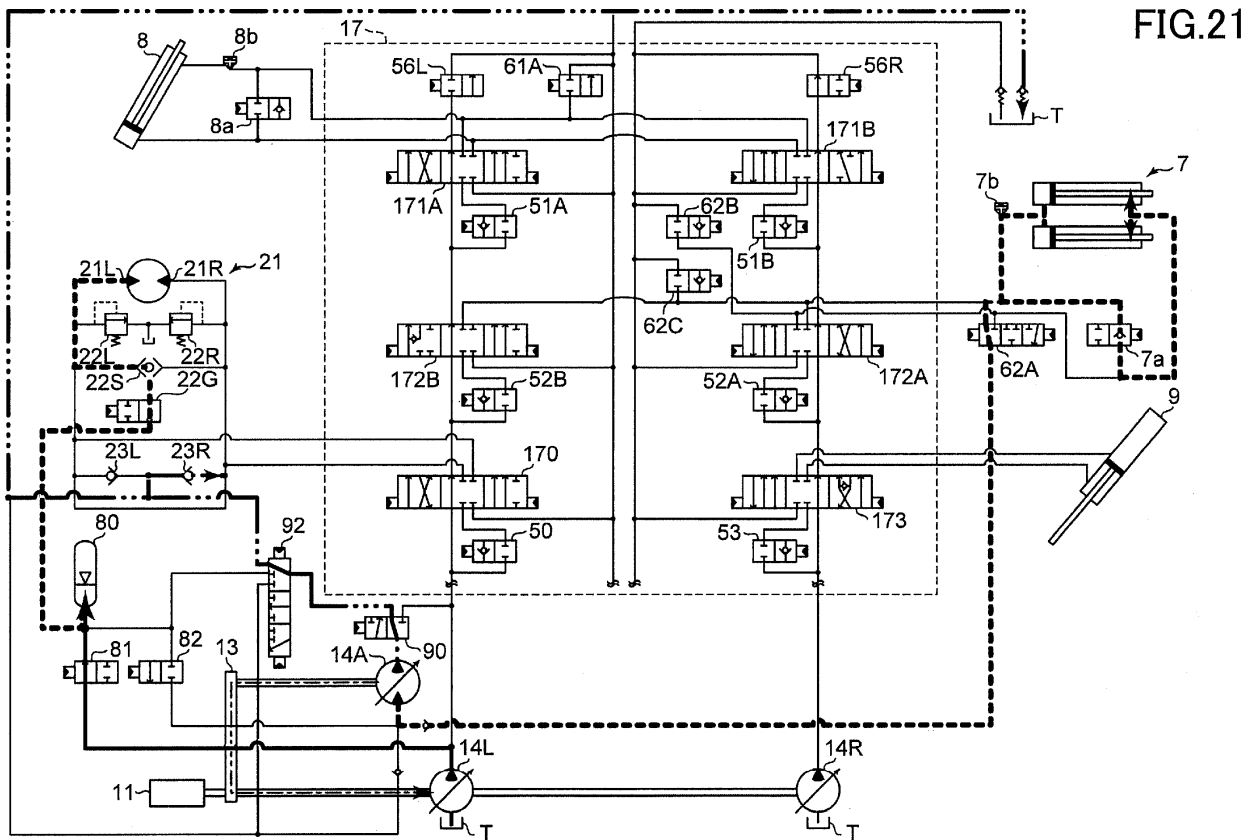 FIG.21
17
8
8b
8a
56L
61A
56R
T
171B
7
7b
171A
51A
62B
51B
62C
21L
21R
21
22L
22R
22S
22G
172B
52B
172A
52A
62A
7a
9
23L
23R
170
173
50
53
80
92
81
82
13
14A
90
14L
14R
11
T
T